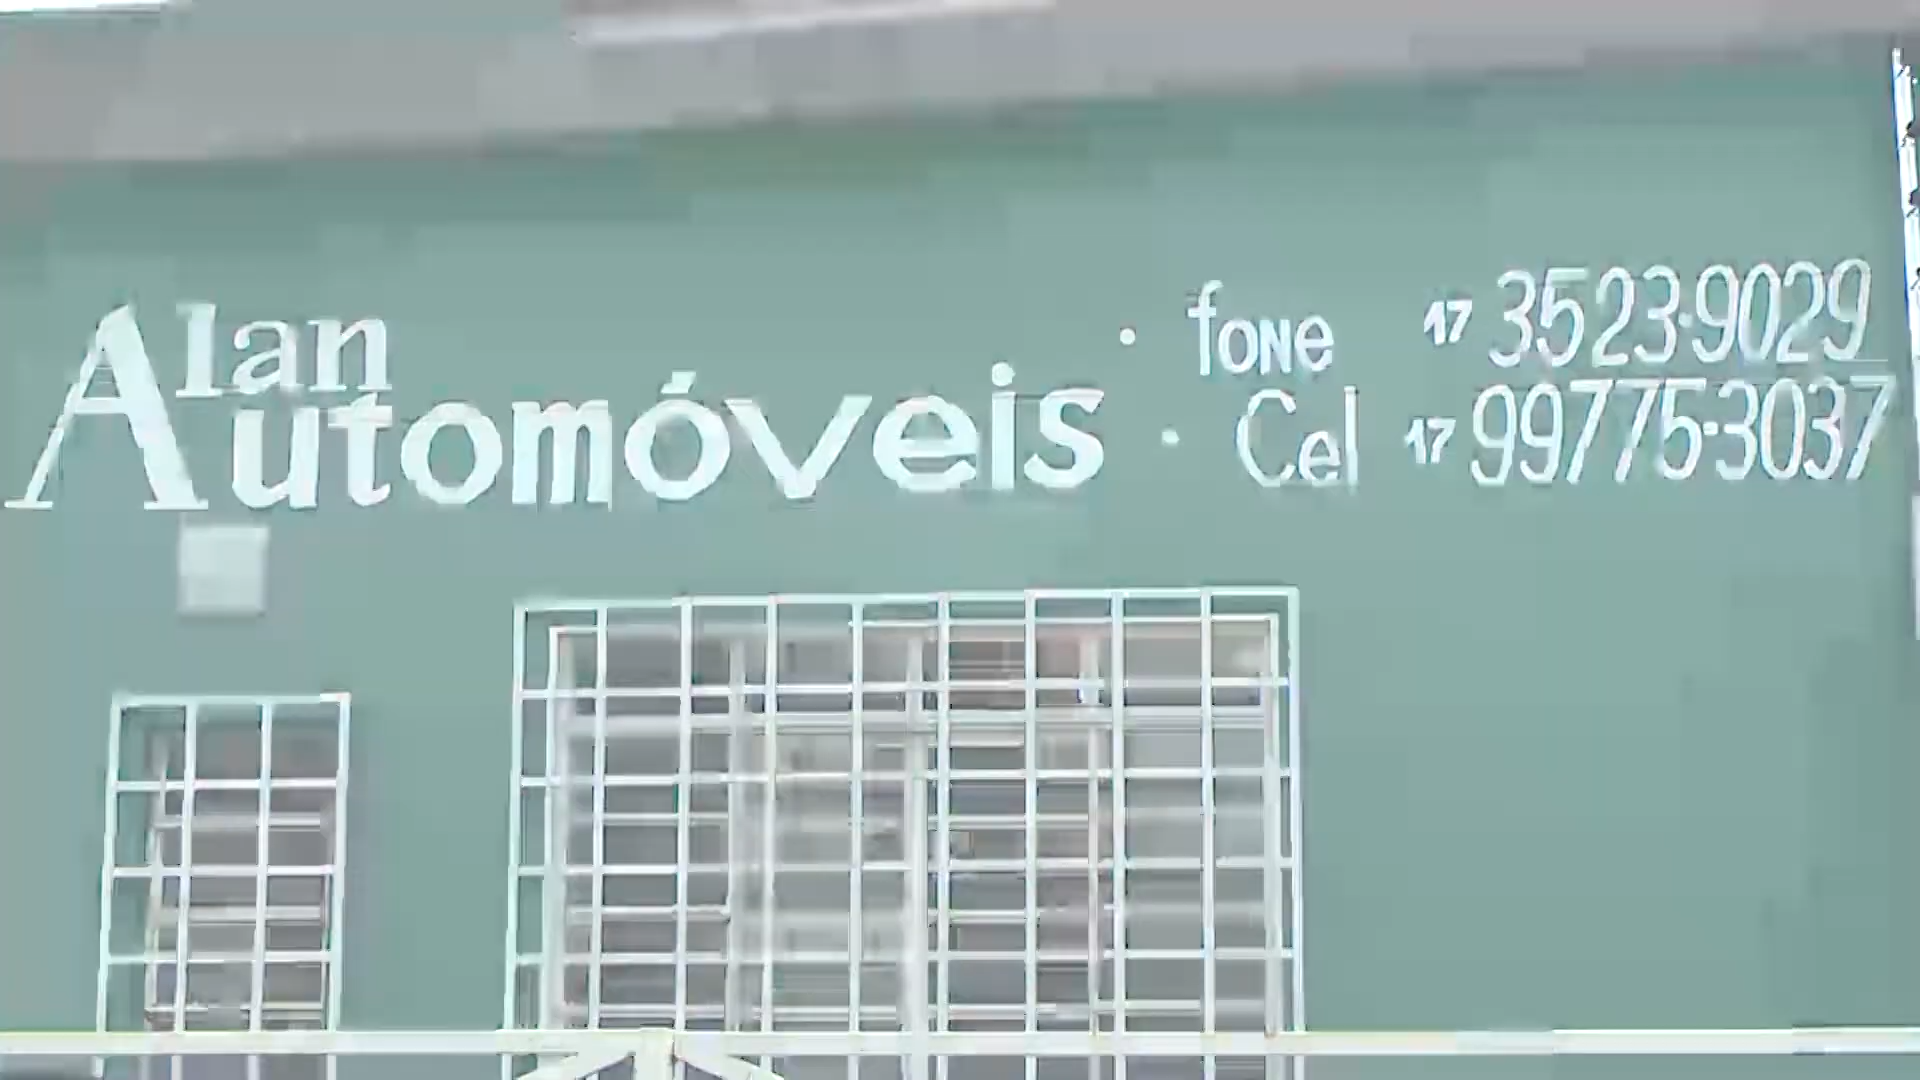 Alan
Automóveis
· fone 17 3523-9029
· Cel 17 99775-3037